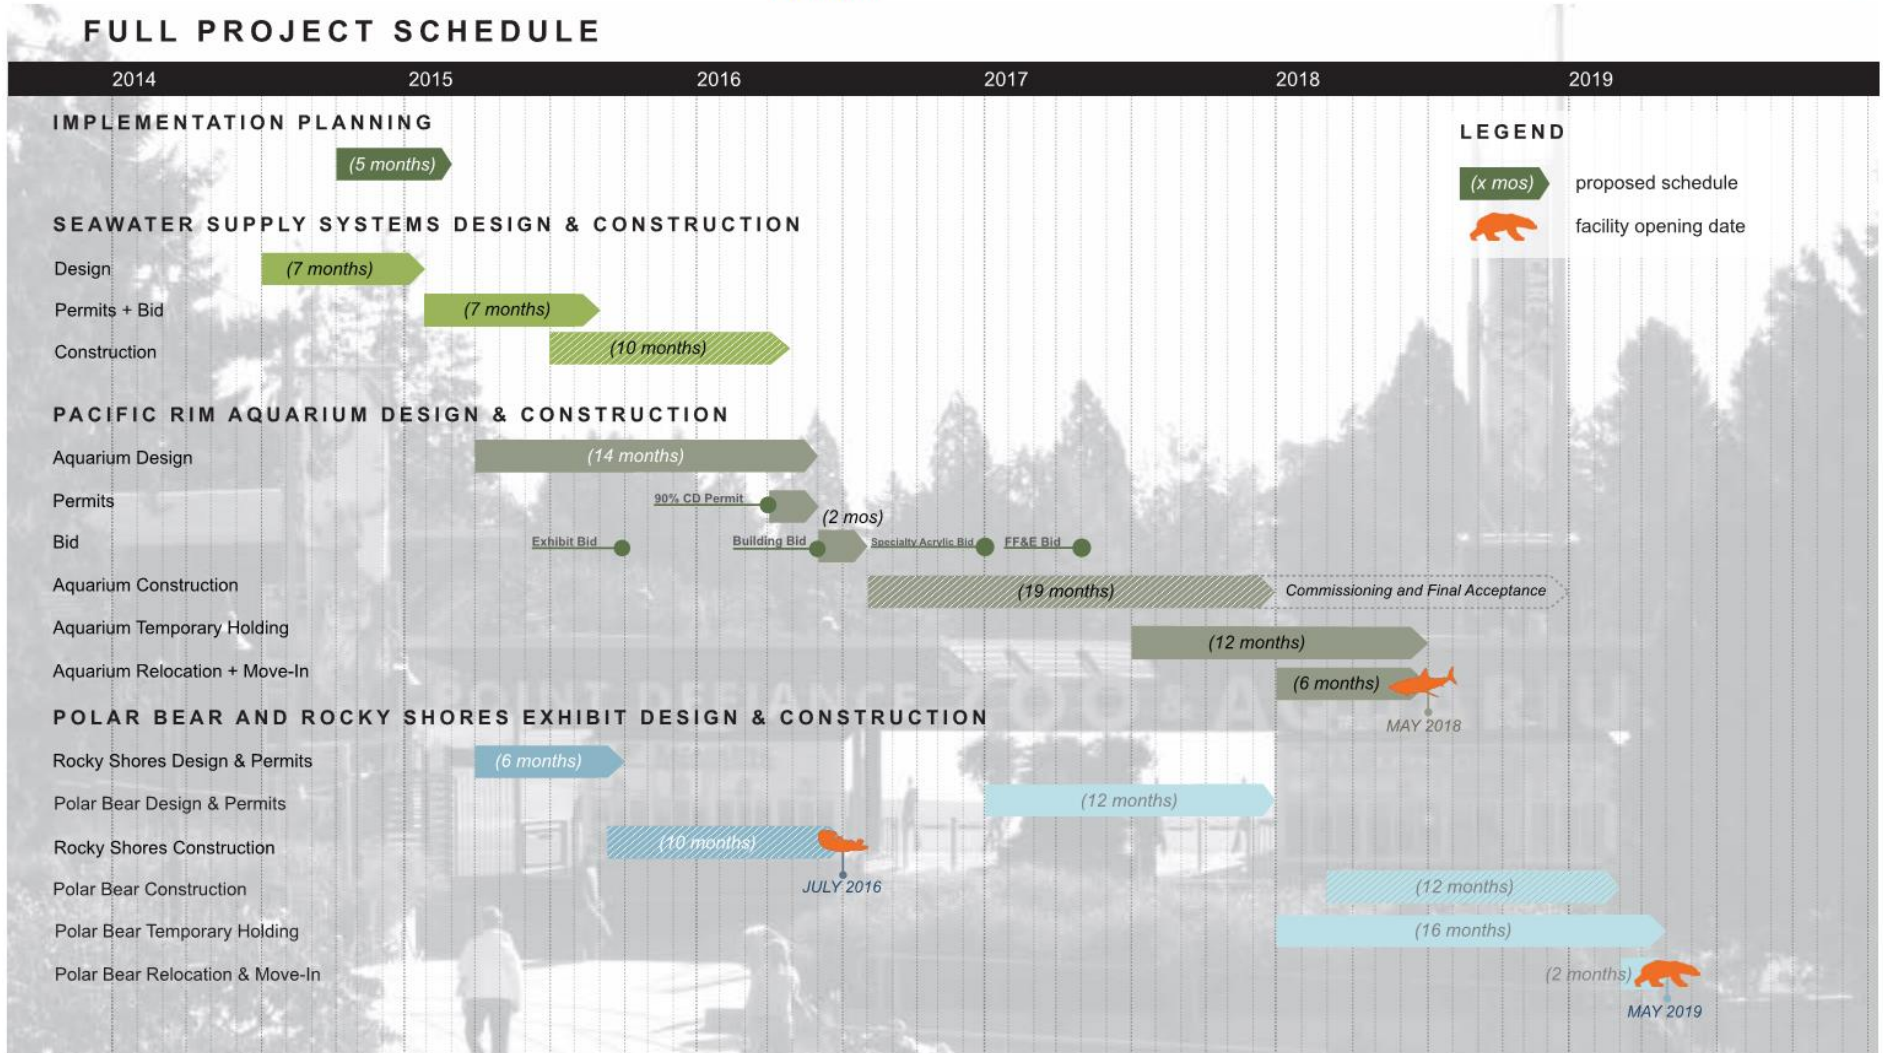 FULL PROJECT SCHEDULE
2014 2015 2016 2017 2018 2019
IMPLEMENTATION PLANNING
(5 months)
LEGEND
(x mos) proposed schedule
facility opening date
SEAWATER SUPPLY SYSTEMS DESIGN & CONSTRUCTION
Design (7 months)
Permits + Bid (7 months)
Construction (10 months)
PACIFIC RIM AQUARIUM DESIGN & CONSTRUCTION
Aquarium Design (14 months)
Permits 90% CD Permit
(2 mos)
Bid Exhibit Bid Building Bid Specialty Acrylic Bid FF&E Bid
Aquarium Construction (19 months) Commissioning and Final Acceptance
Aquarium Temporary Holding (12 months)
Aquarium Relocation + Move-In (6 months)
MAY 2018
POINT DEFIANCE ZOO & AQUARIUM
POLAR BEAR AND ROCKY SHORES EXHIBIT DESIGN & CONSTRUCTION
Rocky Shores Design & Permits (6 months)
Polar Bear Design & Permits (12 months)
Rocky Shores Construction (10 months)
JULY 2016
Polar Bear Construction (12 months)
Polar Bear Temporary Holding (16 months)
Polar Bear Relocation & Move-In (2 months)
MAY 2019